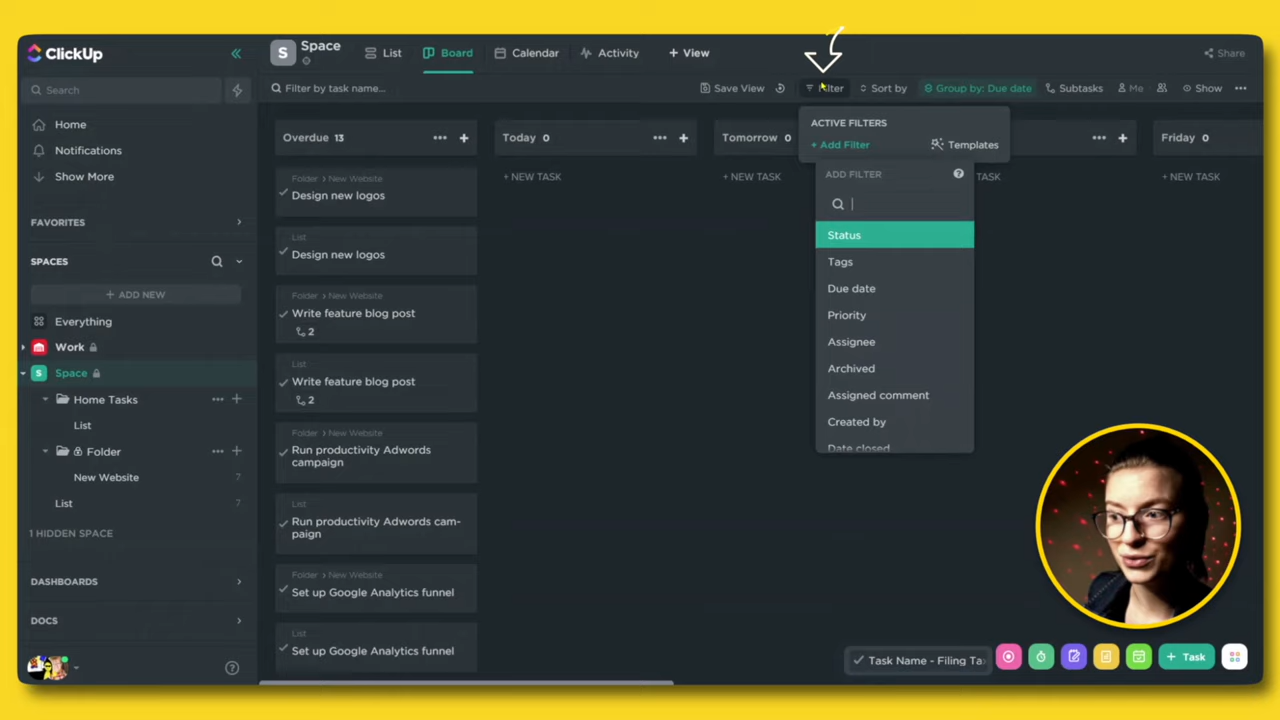 ClickUp
S
Space
List
Board
Calendar
Activity
+ View
Share
Search
Filter by task name...
Save View
Filter
Sort by
Group by: Due date
Subtasks
Me
Show
Home
Notifications
Show More
FAVORITES
SPACES
+ ADD NEW
Everything
Work
S Space
Home Tasks
List
Folder
New Website 7
List 7
1 HIDDEN SPACE
DASHBOARDS
DOCS
Overdue 13
Today 0
Tomorrow 0
Friday 0
+ NEW TASK
+ NEW TASK
TASK
+ NEW TASK
Folder > New Website
Design new logos
List
Design new logos
Folder > New Website
Write feature blog post
2
List
Write feature blog post
2
Folder > New Website
Run productivity Adwords
campaign
List
Run productivity Adwords cam-
paign
Folder > New Website
Set up Google Analytics funnel
List
Set up Google Analytics funnel
ACTIVE FILTERS
+ Add Filter
Templates
ADD FILTER
Status
Tags
Due date
Priority
Assignee
Archived
Assigned comment
Created by
Date closed
Task Name - Filing Ta
+ Task